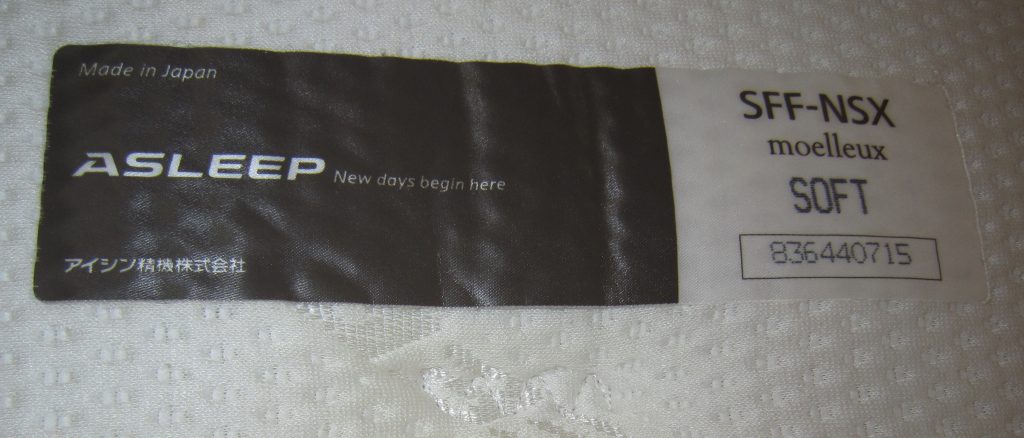 Made in Japan
ASLEEP New days begin here
アイシン精機株式会社
SFF-NSX
moelleux
SOFT
836440715